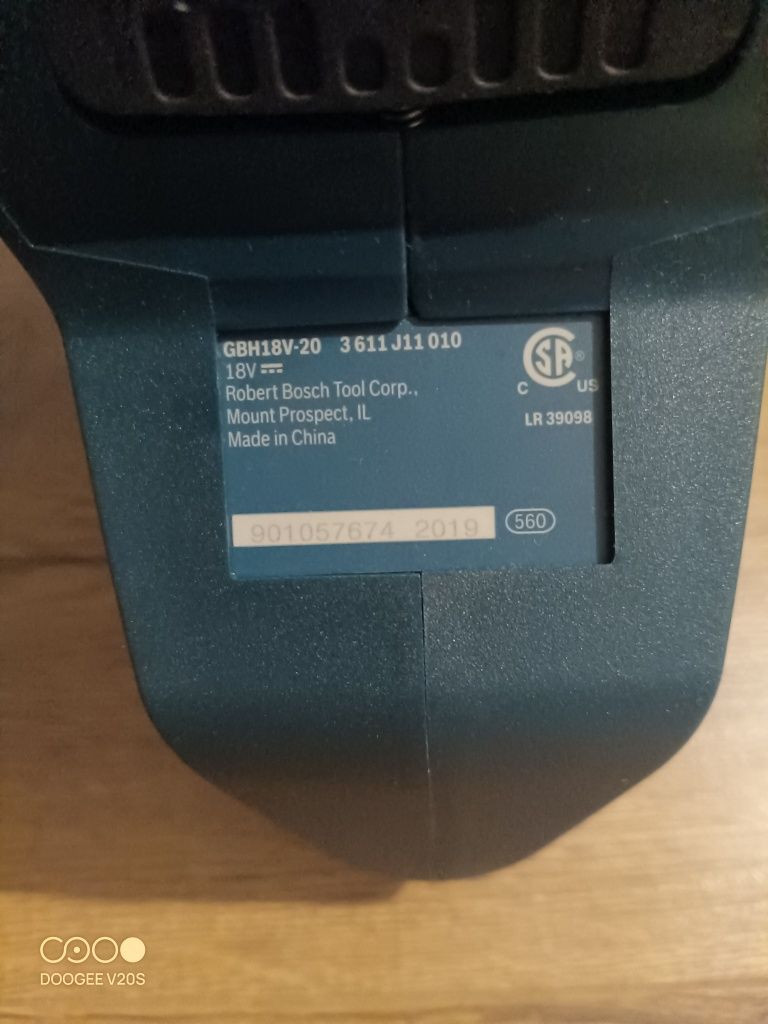 GBH18V-20 3 611 J11 010
18V
Robert Bosch Tool Corp.,
Mount Prospect, IL
Made in China
SA ®
C US
LR 39098
901057674 2019
560
DOOGEE V20S